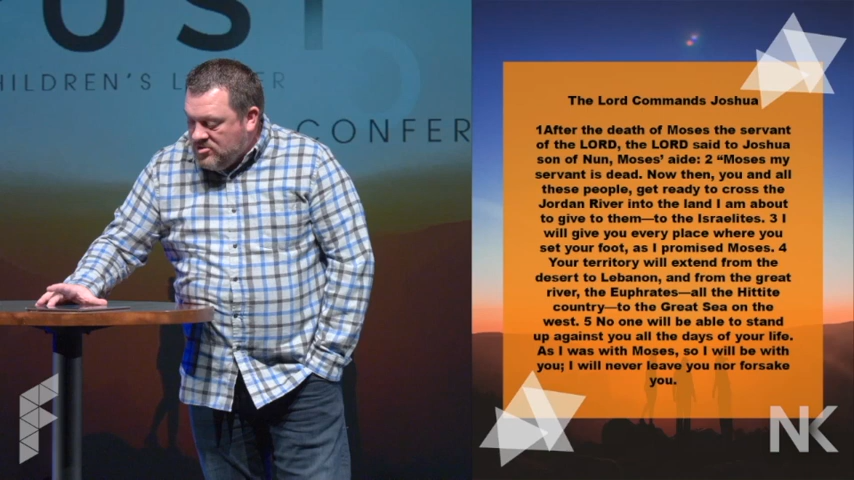 UST
HILDREN'S L
ER
CONFER
The Lord Commands Joshua
1After the death of Moses the servant
of the LORD, the LORD said to Joshua
son of Nun, Moses' aide: 2 “Moses my
servant is dead. Now then, you and all
these people, get ready to cross the
Jordan River into the land I am about
to give to them—to the Israelites. 3 I
will give you every place where you
set your foot, as I promised Moses. 4
Your territory will extend from the
desert to Lebanon, and from the great
river, the Euphrates—all the Hittite
country—to the Great Sea on the
west. 5 No one will be able to stand
up against you all the days of your life.
As I was with Moses, so I will be with
you; I will never leave you nor forsake
you.
NK